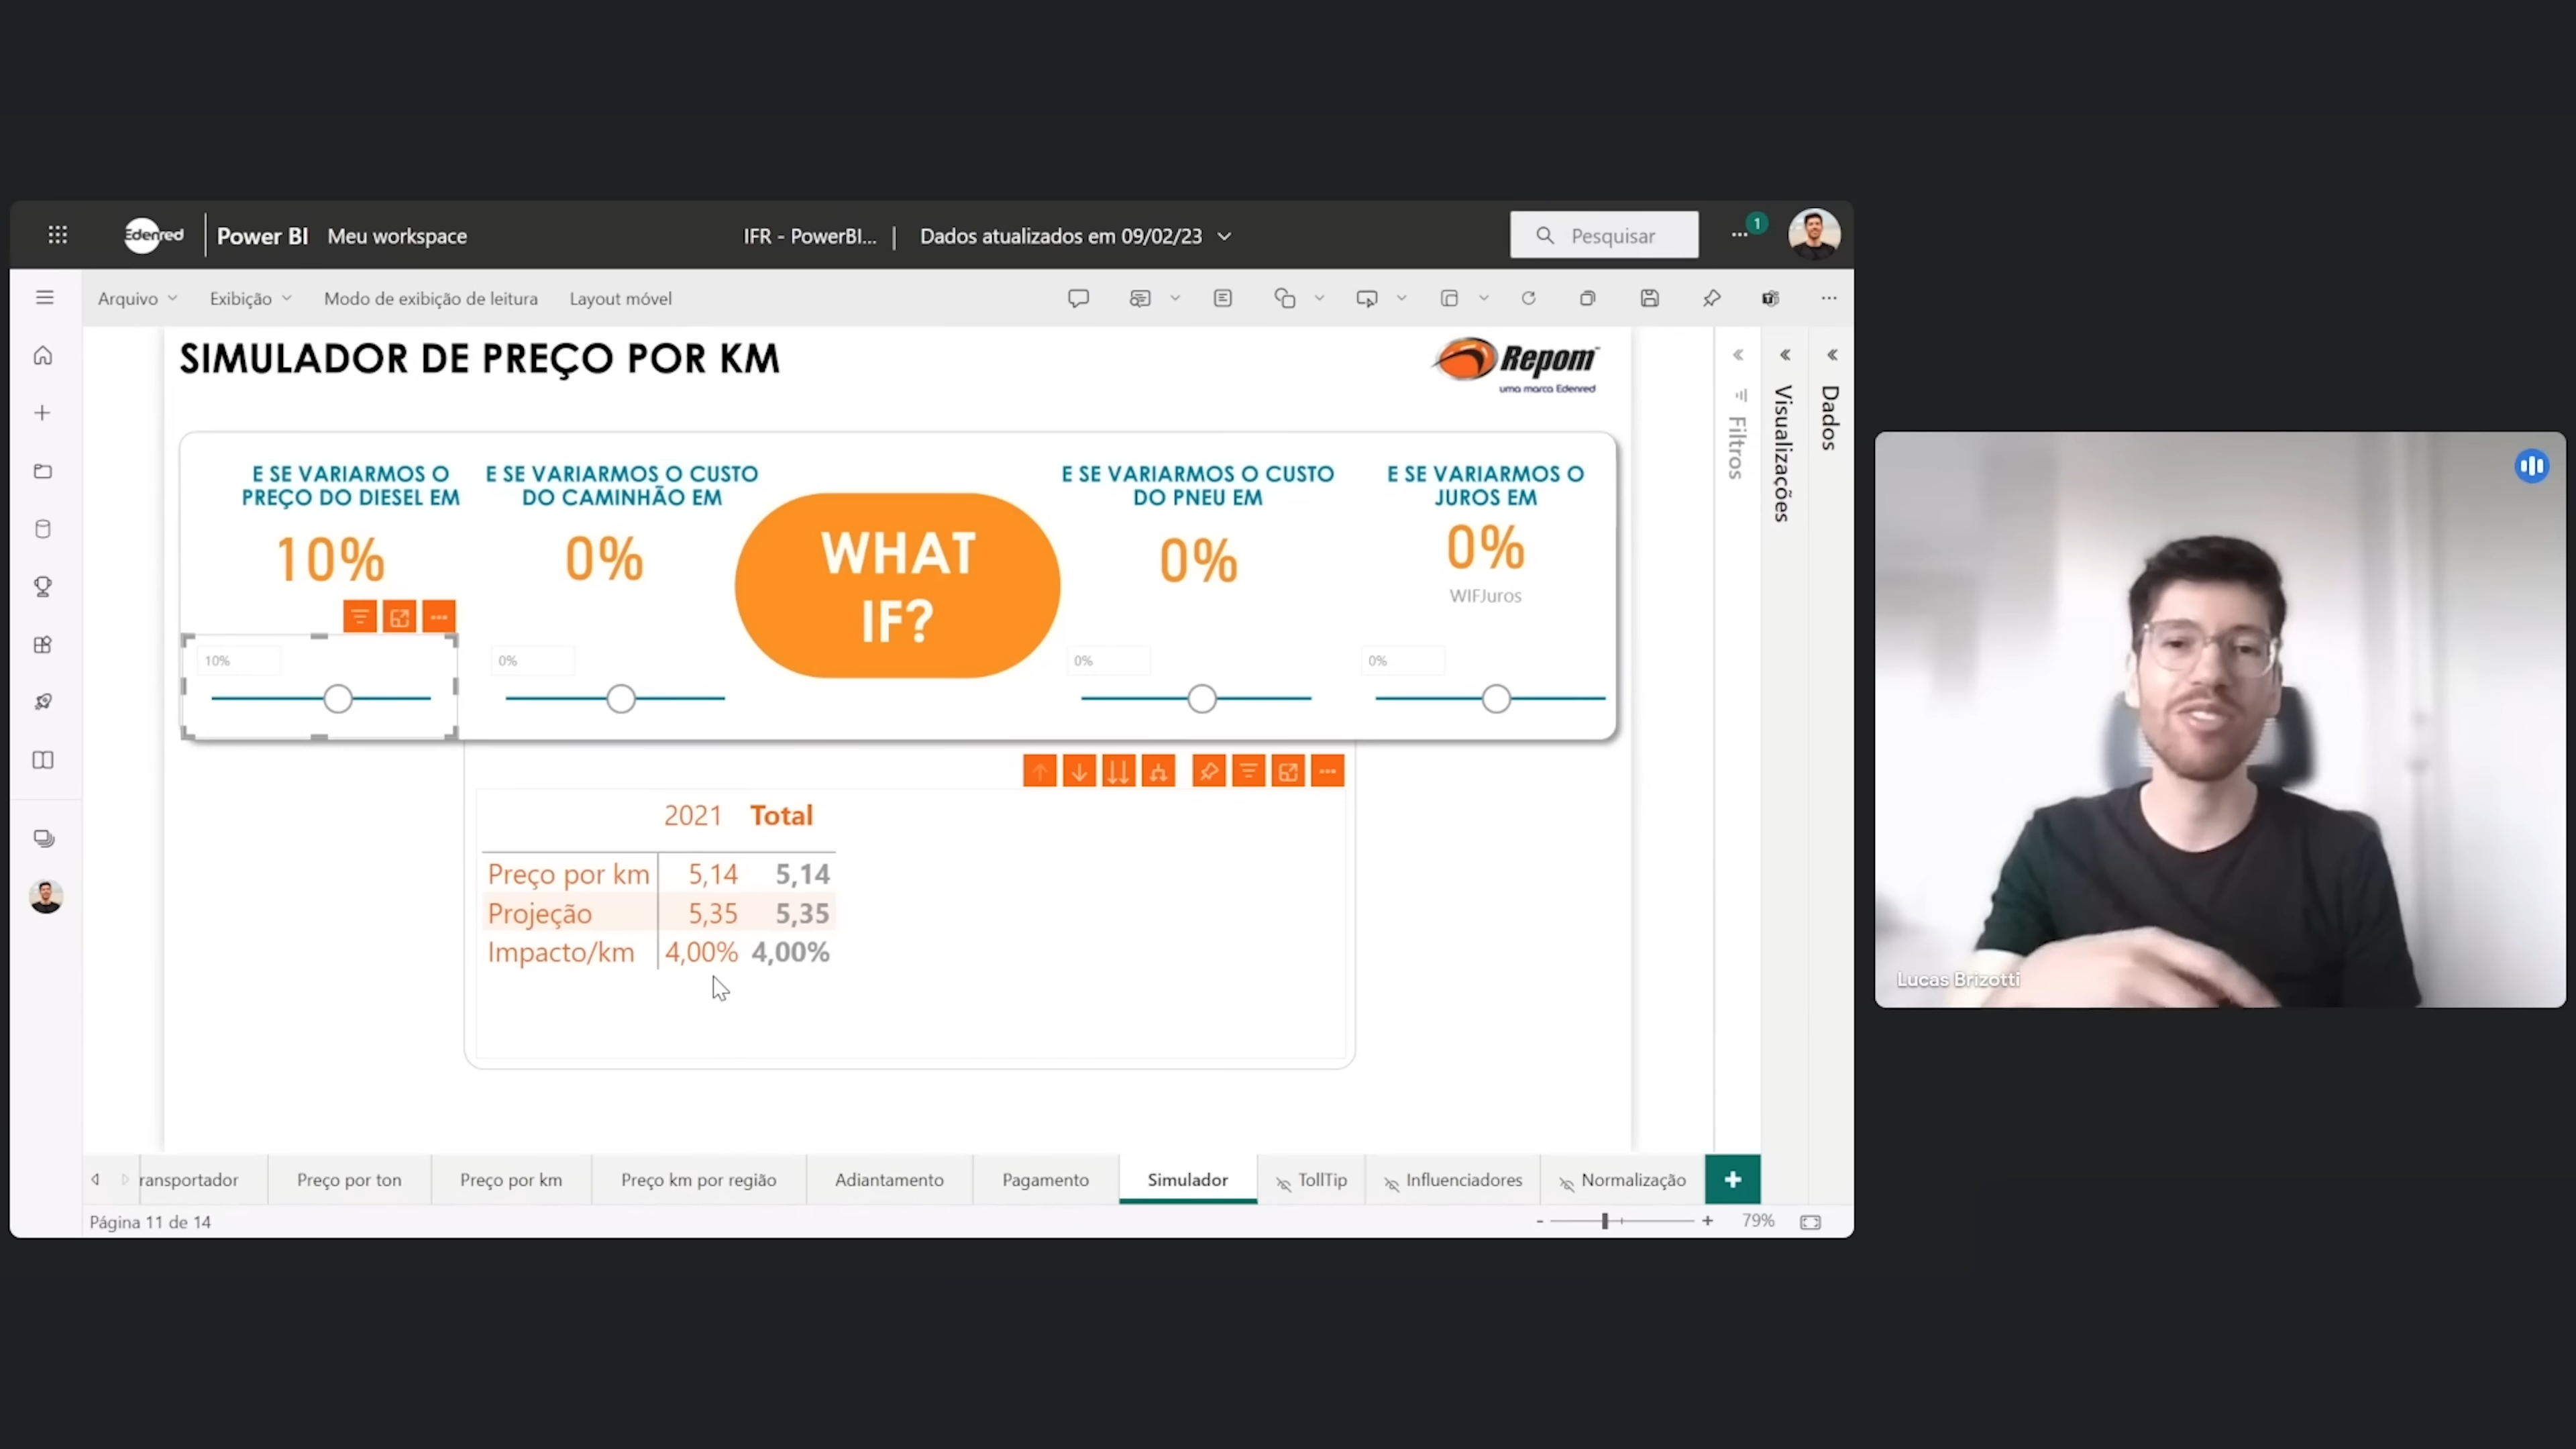 Edenred
Power BI
Meu workspace
IFR - PowerBI... | Dados atualizados em 09/02/23
Pesquisar
1
Arquivo
Exibição
Modo de exibição de leitura
Layout móvel
SIMULADOR DE PREÇO POR KM
Repom
uma marca Edenred
Filtros
Visualizações
Dados
E SE VARIARMOS O
PREÇO DO DIESEL EM
10%
10%
E SE VARIARMOS O CUSTO
DO CAMINHÃO EM
0%
0%
WHAT
IF?
E SE VARIARMOS O CUSTO
DO PNEU EM
0%
0%
E SE VARIARMOS O
JUROS EM
0%
WIFJuros
0%
2021 Total
Preço por km 5,14 5,14
Projeção 5,35 5,35
Impacto/km 4,00% 4,00%
Lucas Brizotti
ransportador
Preço por ton
Preço por km
Preço km por região
Adiantamento
Pagamento
Simulador
TollTip
Influenciadores
Normalização
+
Página 11 de 14
- + 79%